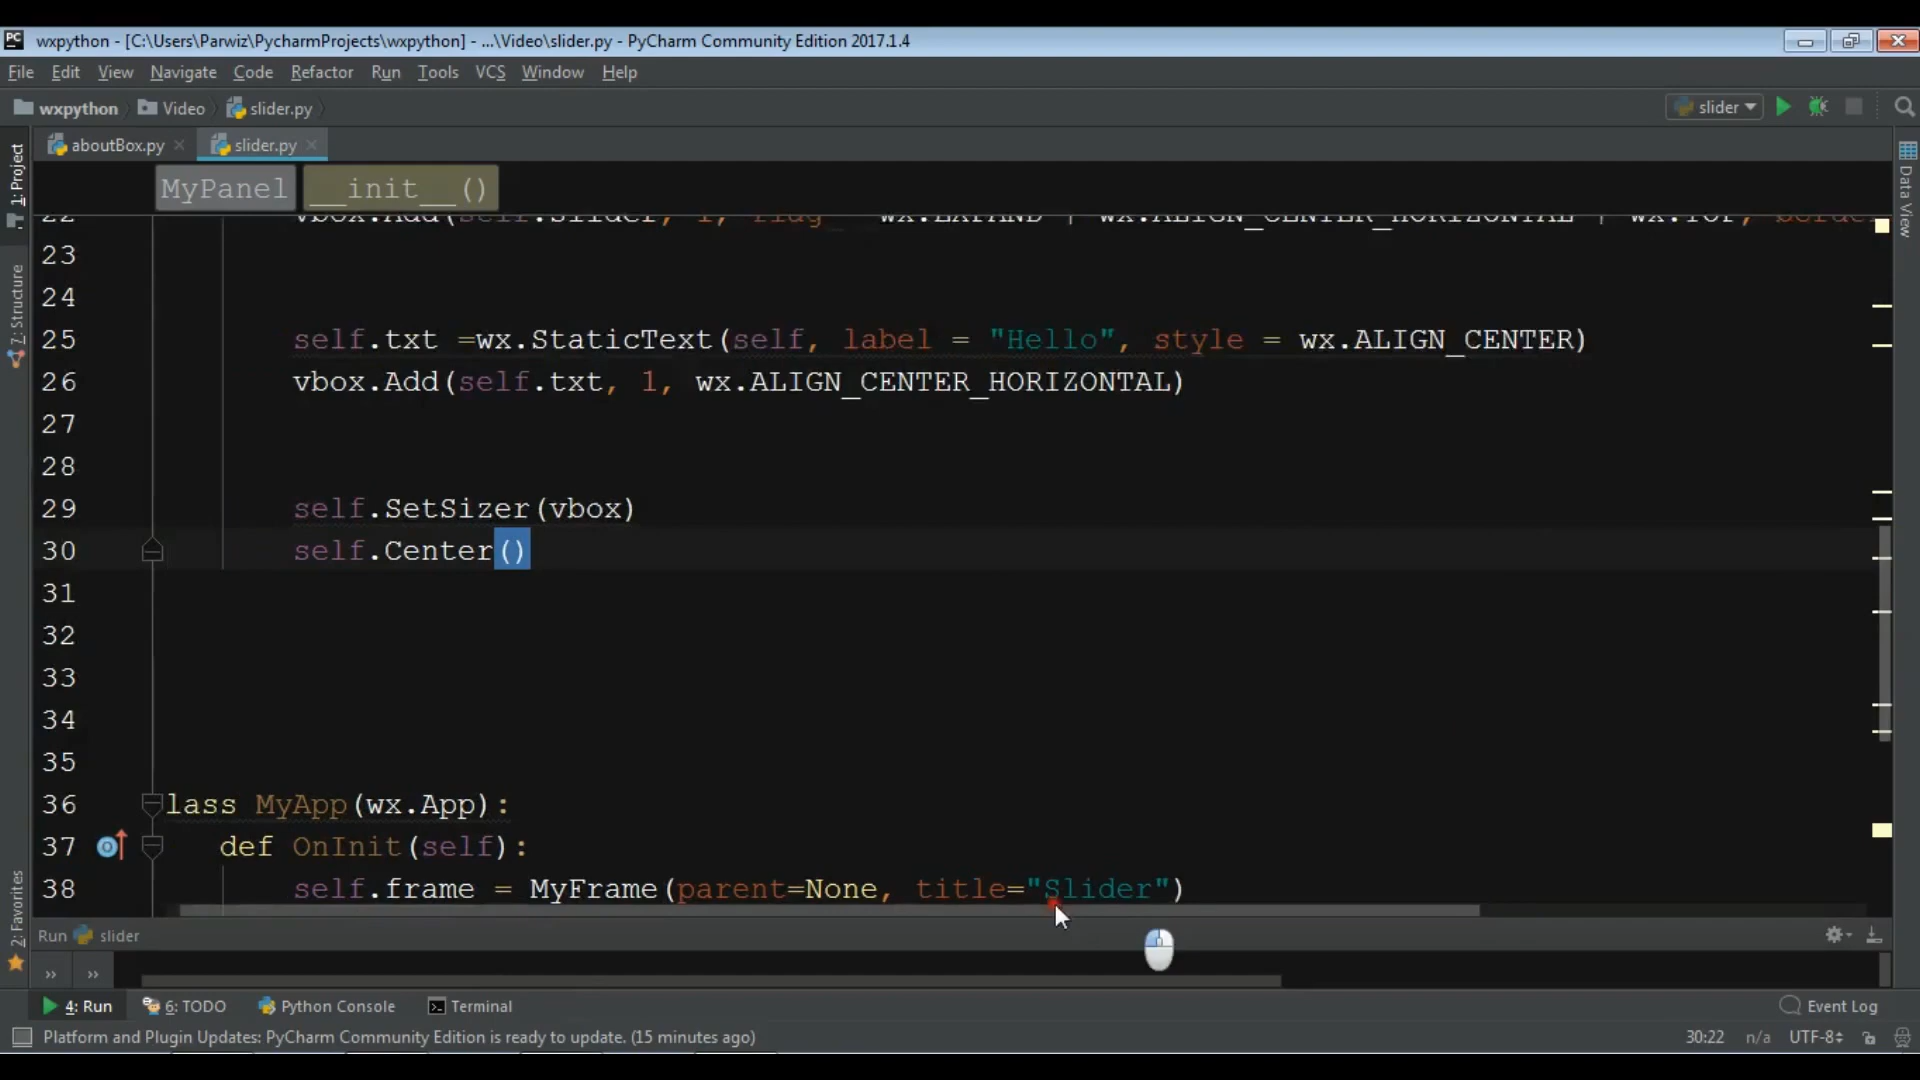 PC wxpython - [C:\Users\Parwiz\PycharmProjects\wxpython] - ...\Video\slider.py - PyCharm Community Edition 2017.1.4
File Edit View Navigate Code Refactor Run Tools VCS Window Help
wxpython Video slider.py slider
aboutBox.py slider.py
1: Project
7: Structure
2: Favorites
Data View
MyPanel __init__()
22 vbox.Add(self.slider, 1, flag wx.EXPAND | wx.ALIGN_CENTER_HORIZONTAL | wx.TOP, border
23
24
25 self.txt =wx.StaticText(self, label = "Hello", style = wx.ALIGN_CENTER)
26 vbox.Add(self.txt, 1, wx.ALIGN_CENTER_HORIZONTAL)
27
28
29 self.SetSizer(vbox)
30 self.Center()
31
32
33
34
35
36 lass MyApp(wx.App):
37 def OnInit(self):
38 self.frame = MyFrame(parent=None, title="Slider")
Run slider
» »
4: Run 6: TODO Python Console Terminal Event Log
Platform and Plugin Updates: PyCharm Community Edition is ready to update. (15 minutes ago) 30:22 n/a UTF-8